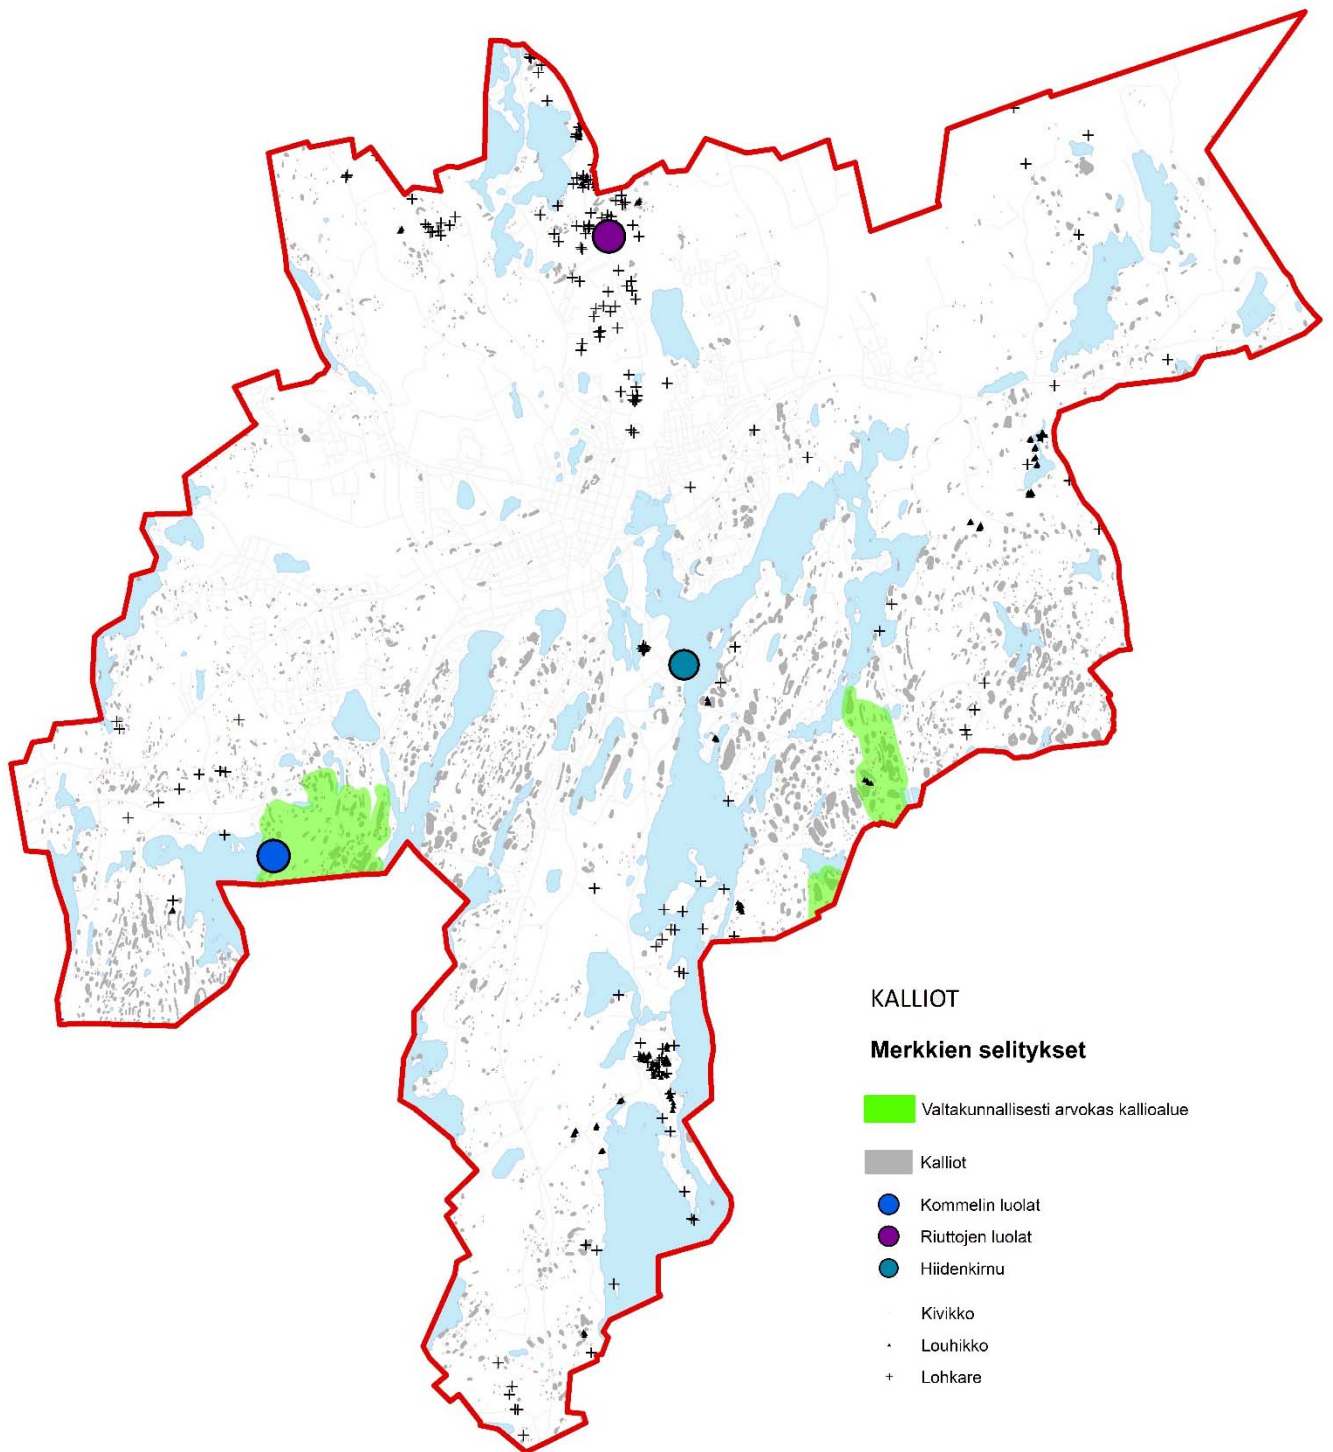 KALLIOT
Merkkien selitykset
Valtakunnallisesti arvokas kallioalue
Kalliot
Kommelin luolat
Riuttojen luolat
Hiidenkirnu
Kivikko
Louhikko
Lohkare